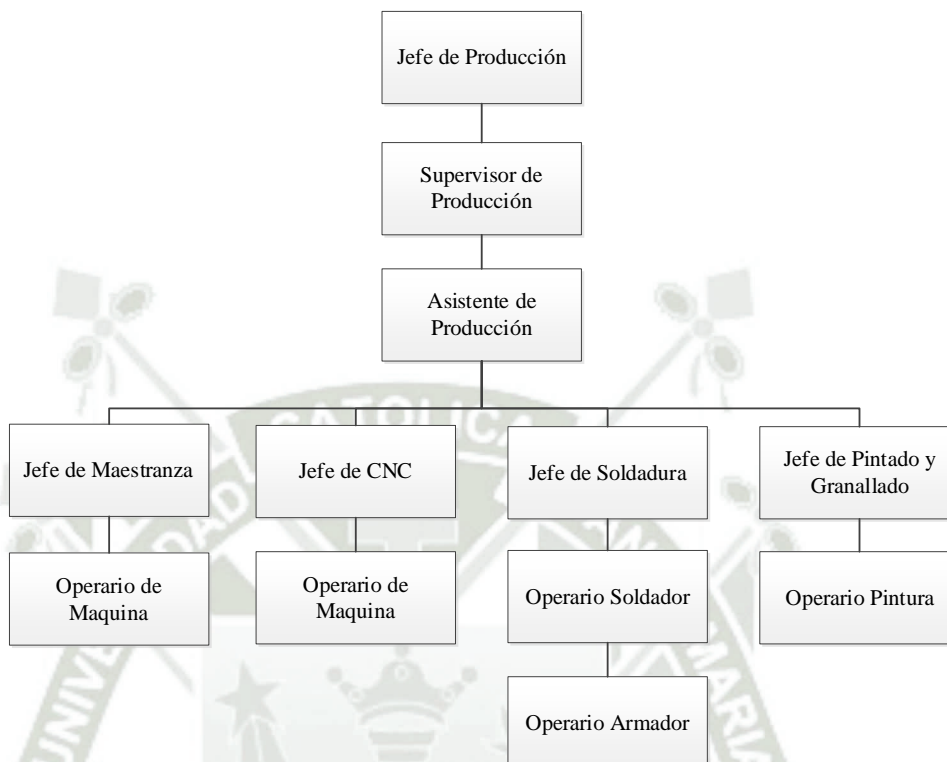 Jefe de Producción
Supervisor de
Producción
Asistente de
Producción
Jefe de Maestranza
Jefe de CNC
Jefe de Soldadura
Jefe de Pintado y
Granallado
Operario de
Maquina
Operario de
Maquina
Operario Soldador
Operario Pintura
Operario Armador
CATOLICA